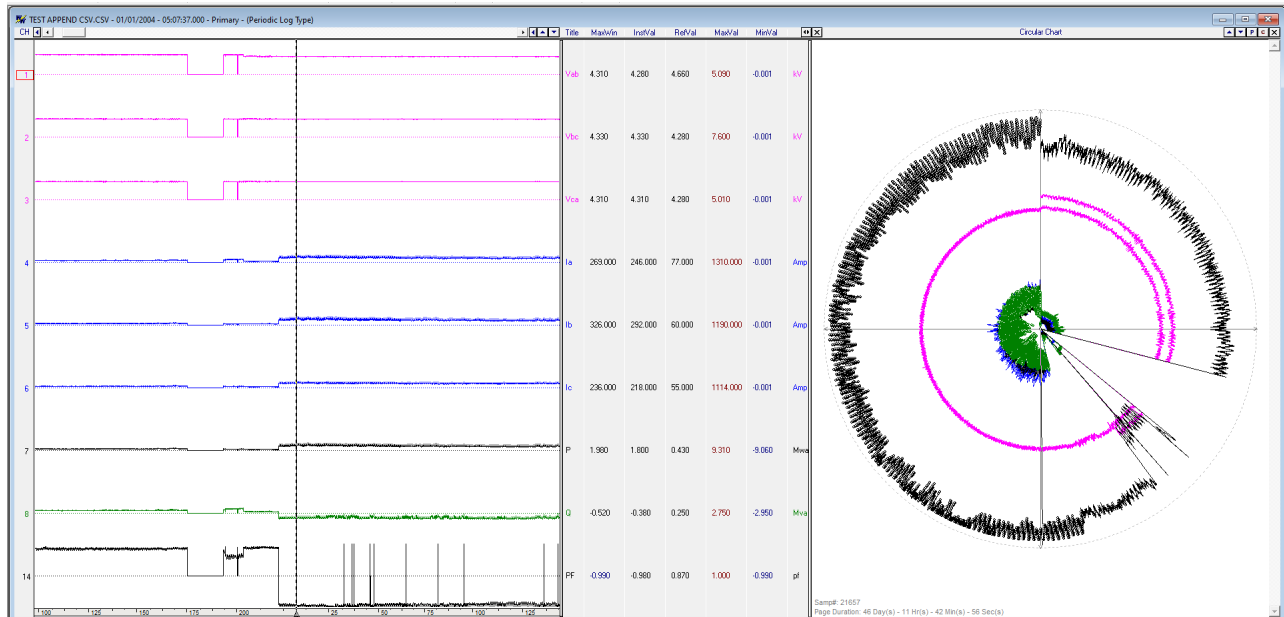 TEST APPEND CSV.CSV - 01/01/2004 - 05:07:37.000 - Primary - (Periodic Log Type)
CH Title MaxWin InstVal RefVal MaxVal MinVal Circular Chart P C
1 Vab 4.310 4.280 4.660 5.090 -0.001 kV
2 Vbc 4.330 4.330 4.280 7.600 -0.001 kV
3 Vca 4.310 4.310 4.280 5.010 -0.001 kV
4 Ia 269.000 246.000 77.000 1310.000 -0.001 Amp
5 Ib 326.000 292.000 60.000 1190.000 -0.001 Amp
6 Ic 236.000 218.000 55.000 1114.000 -0.001 Amp
7 P 1.980 1.800 0.430 9.310 -9.060 Mwa
8 Q -0.520 -0.380 0.250 2.750 -2.950 Mva
14 PF -0.990 -0.980 0.970 1.000 -0.990 pf
100 75 50 25 200 25 50 75 100 125
Samp#: 21657
Page Duration: 46 Day(s) - 11 Hr(s) - 42 Min(s) - 56 Sec(s)